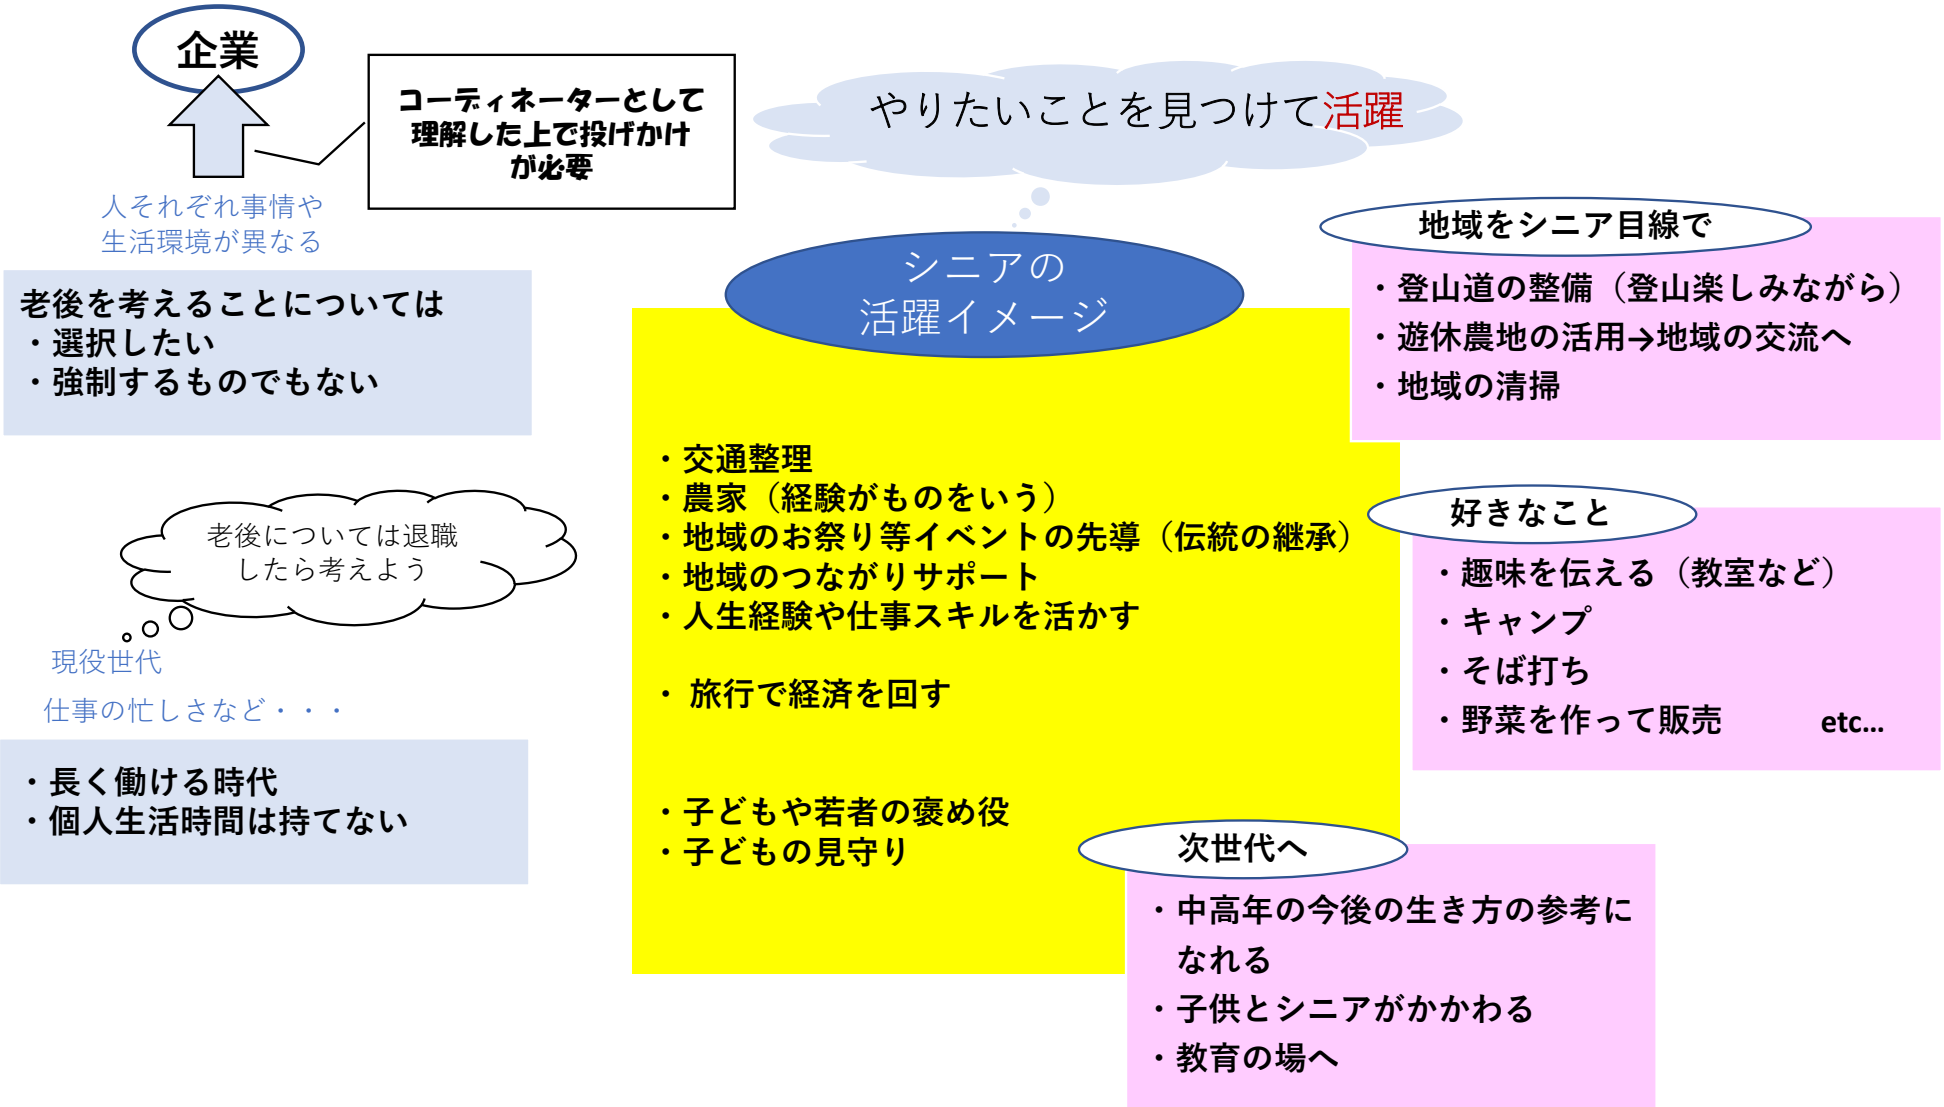 企業
コーディネーターとして
理解した上で投げかけ
が必要
人それぞれ事情や
生活環境が異なる
老後を考えることについては
・選択したい
・強制するものでもない
老後については退職
したら考えよう
現役世代
仕事の忙しさなど・・・
・長く働ける時代
・個人生活時間は持てない
やりたいことを見つけて活躍
シニアの
活躍イメージ
・交通整理
・農家（経験がものをいう）
・地域のお祭り等イベントの先導（伝統の継承）
・地域のつながりサポート
・人生経験や仕事スキルを活かす
・ 旅行で経済を回す
・子どもや若者の褒め役
・子どもの見守り
地域をシニア目線で
・登山道の整備（登山楽しみながら）
・遊休農地の活用→地域の交流へ
・地域の清掃
好きなこと
・趣味を伝える（教室など）
・キャンプ
・そば打ち
・野菜を作って販売 etc...
次世代へ
・中高年の今後の生き方の参考に
なれる
・子供とシニアがかかわる
・教育の場へ